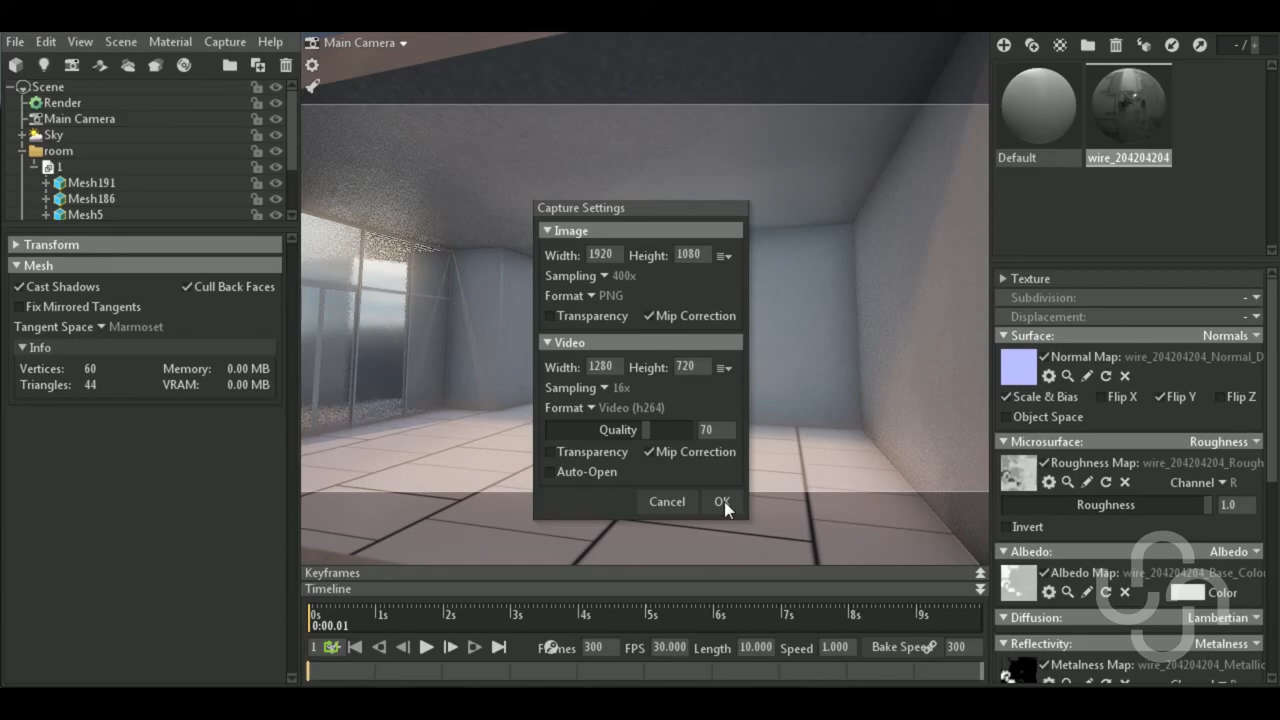 File Edit View Scene Material Capture Help
Main Camera
- /
Scene
Render
Main Camera
Sky
room
1
Mesh191
Mesh186
Mesh5
Transform
Mesh
Cast Shadows Cull Back Faces
Fix Mirrored Tangents
Tangent Space Marmoset
Info
Vertices: 60 Memory: 0.00 MB
Triangles: 44 VRAM: 0.00 MB
Capture Settings
Image
Width: 1920 Height: 1080
Sampling 400x
Format PNG
Transparency Mip Correction
Video
Width: 1280 Height: 720
Sampling 16x
Format Video (h264)
Quality 70
Transparency Mip Correction
Auto-Open
Cancel OK
Keyframes
Timeline
0s 1s 2s 3s 4s 5s 6s 7s 8s 9s
0:00.01
1 Frames 300 FPS 30.000 Length 10.000 Speed 1.000 Bake Speed 300
Default wire_204204204
Texture
Subdivision: -
Displacement: -
Surface: Normals
Normal Map: wire_204204204_Normal_D
Scale & Bias Flip X Flip Y Flip Z
Object Space
Microsurface: Roughness
Roughness Map: wire_204204204_Rough
Channel R
Roughness 1.0
Invert
Albedo: Albedo
Albedo Map: wire_204204204_Base_Colo
Color
Diffusion: Lambertian
Reflectivity: Metalness
Metalness Map: wire_204204204_Metallic
Channel R